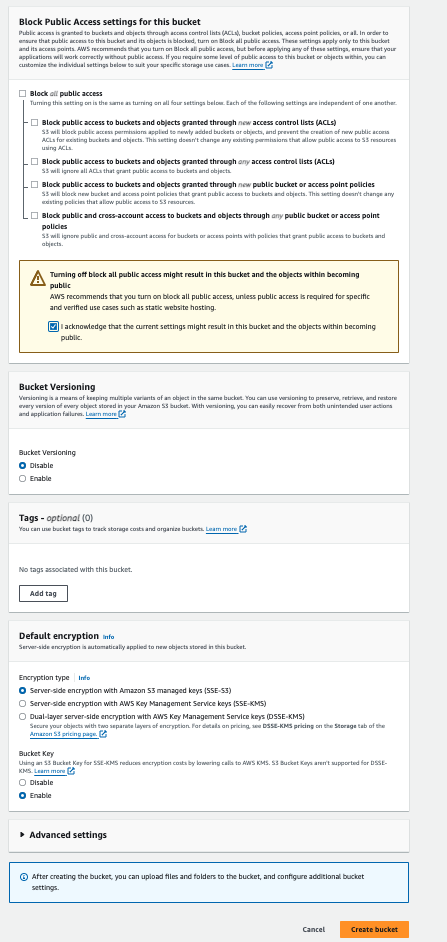 Block Public Access settings for this bucket
Public access is granted to buckets and objects through access control lists (ACLs), bucket policies, access point policies, or all. In order to
ensure that public access to this bucket and its objects is blocked, turn on Block all public access. These settings apply only to this bucket
and its access points. AWS recommends that you turn on Block all public access, but before applying any of these settings, ensure that your
applications will work correctly without public access. If you require some level of public access to this bucket or objects within, you can
customize the individual settings below to suit your specific storage use cases. Learn more
Block all public access
Turning this setting on is the same as turning on all four settings below. Each of the following settings are independent of one another.
Block public access to buckets and objects granted through new access control lists (ACLs)
S3 will block public access permissions applied to newly added buckets or objects, and prevent the creation of new public access
ACLs for existing buckets and objects. This setting doesn't change any existing permissions that allow public access to S3 resources
using ACLs.
Block public access to buckets and objects granted through any access control lists (ACLs)
S3 will ignore all ACLs that grant public access to buckets and objects.
Block public access to buckets and objects granted through new public bucket or access point policies
S3 will block new bucket and access point policies that grant public access to buckets and objects. This setting doesn't change any
existing policies that allow public access to S3 resources.
Block public and cross-account access to buckets and objects through any public bucket or access point
policies
S3 will ignore public and cross-account access for buckets or access points with policies that grant public access to buckets and
objects.
Turning off block all public access might result in this bucket and the objects within becoming
public
AWS recommends that you turn on block all public access, unless public access is required for specific
and verified use cases such as static website hosting.
I acknowledge that the current settings might result in this bucket and the objects within becoming
public.
Bucket Versioning
Versioning is a means of keeping multiple variants of an object in the same bucket. You can use versioning to preserve, retrieve, and restore
every version of every object stored in your Amazon S3 bucket. With versioning, you can easily recover from both unintended user actions
and application failures. Learn more
Bucket Versioning
Disable
Enable
Tags - optional (0)
You can use bucket tags to track storage costs and organize buckets. Learn more
No tags associated with this bucket.
Add tag
Default encryption Info
Server-side encryption is automatically applied to new objects stored in this bucket.
Encryption type Info
Server-side encryption with Amazon S3 managed keys (SSE-S3)
Server-side encryption with AWS Key Management Service keys (SSE-KMS)
Dual-layer server-side encryption with AWS Key Management Service keys (DSSE-KMS)
Secure your objects with two separate layers of encryption. For details on pricing, see DSSE-KMS pricing on the Storage tab of the
Amazon S3 pricing page.
Bucket Key
Using an S3 Bucket Key for SSE-KMS reduces encryption costs by lowering calls to AWS KMS. S3 Bucket Keys aren't supported for DSSE-
KMS. Learn more
Disable
Enable
Advanced settings
After creating the bucket, you can upload files and folders to the bucket, and configure additional bucket
settings.
Cancel
Create bucket